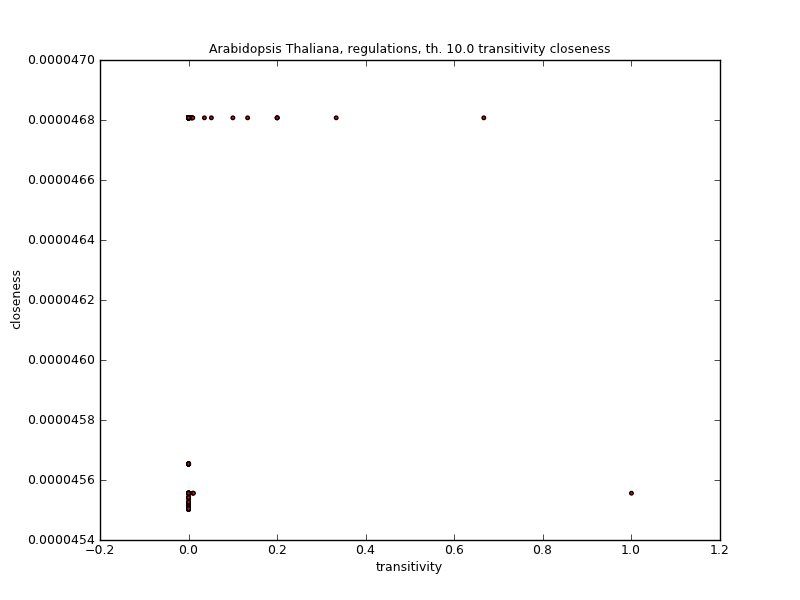 Arabidopsis Thaliana, regulations, th. 10.0 transitivity closeness
0.0000470
0.0000468
0.0000466
0.0000464
0.0000462
0.0000460
0.0000458
0.0000456
0.0000454
closeness
−0.2 0.0 0.2 0.4 0.6 0.8 1.0 1.2
transitivity